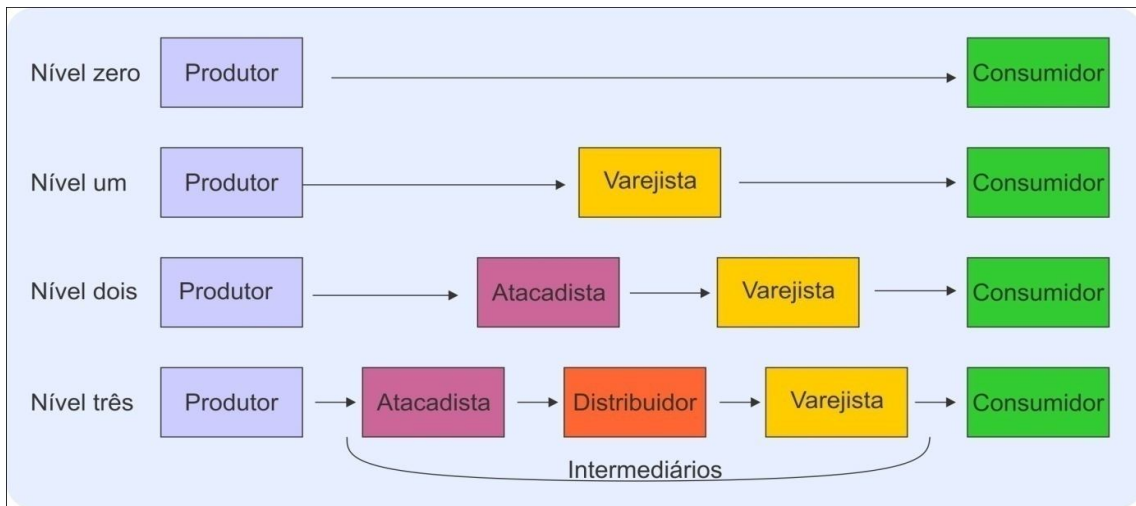 Nível zero Produtor Consumidor
Nível um Produtor Varejista Consumidor
Nível dois Produtor Atacadista Varejista Consumidor
Nível três Produtor Atacadista Distribuidor Varejista Consumidor
Intermediários